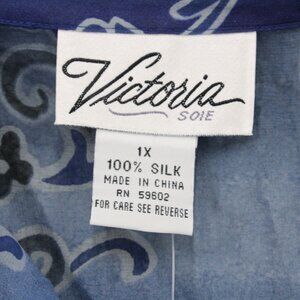 Victoria
SOIE
1X
100% SILK
MADE IN CHINA
RN 59602
FOR CARE SEE REVERSE